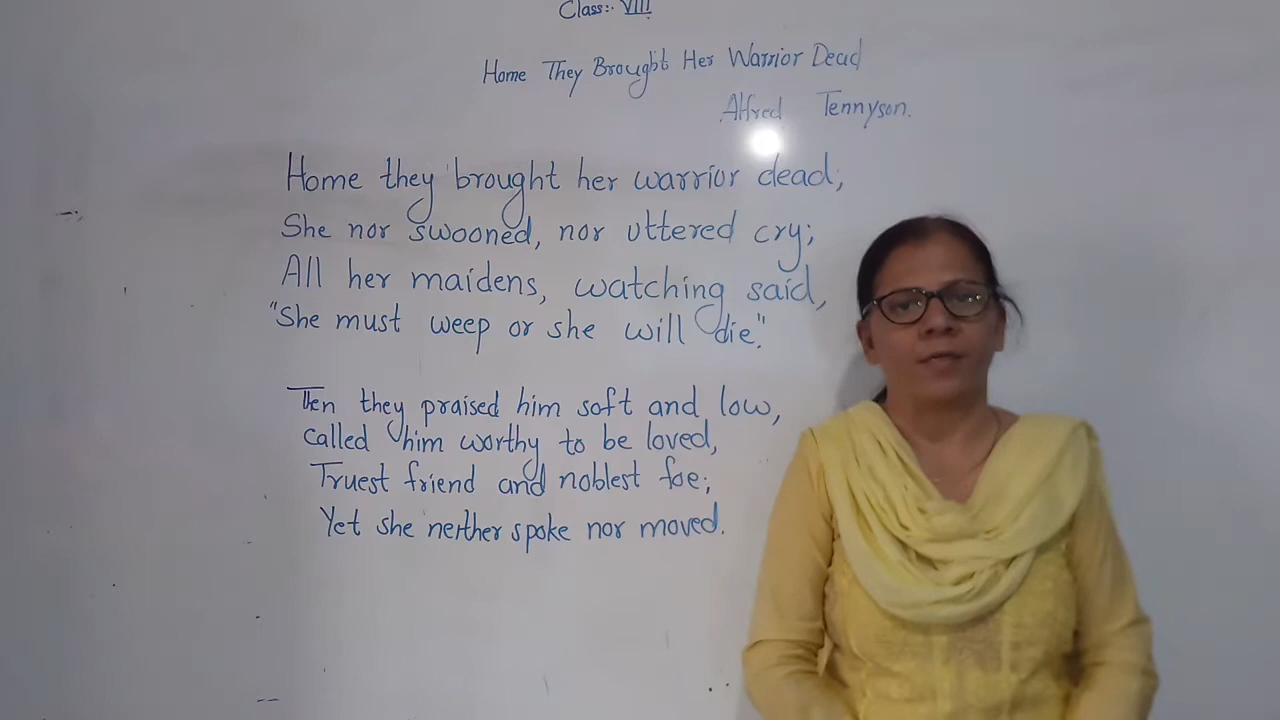 Class:- VIII
Home They Brought Her Warrior Dead
Alfred Tennyson.
Home they brought her warrior dead;
She nor swooned, nor uttered cry;
All her maidens, watching said,
"She must weep or she will die."
Then they praised him soft and low,
called him worthy to be loved,
Truest friend and noblest foe;
Yet she neither spoke nor moved.